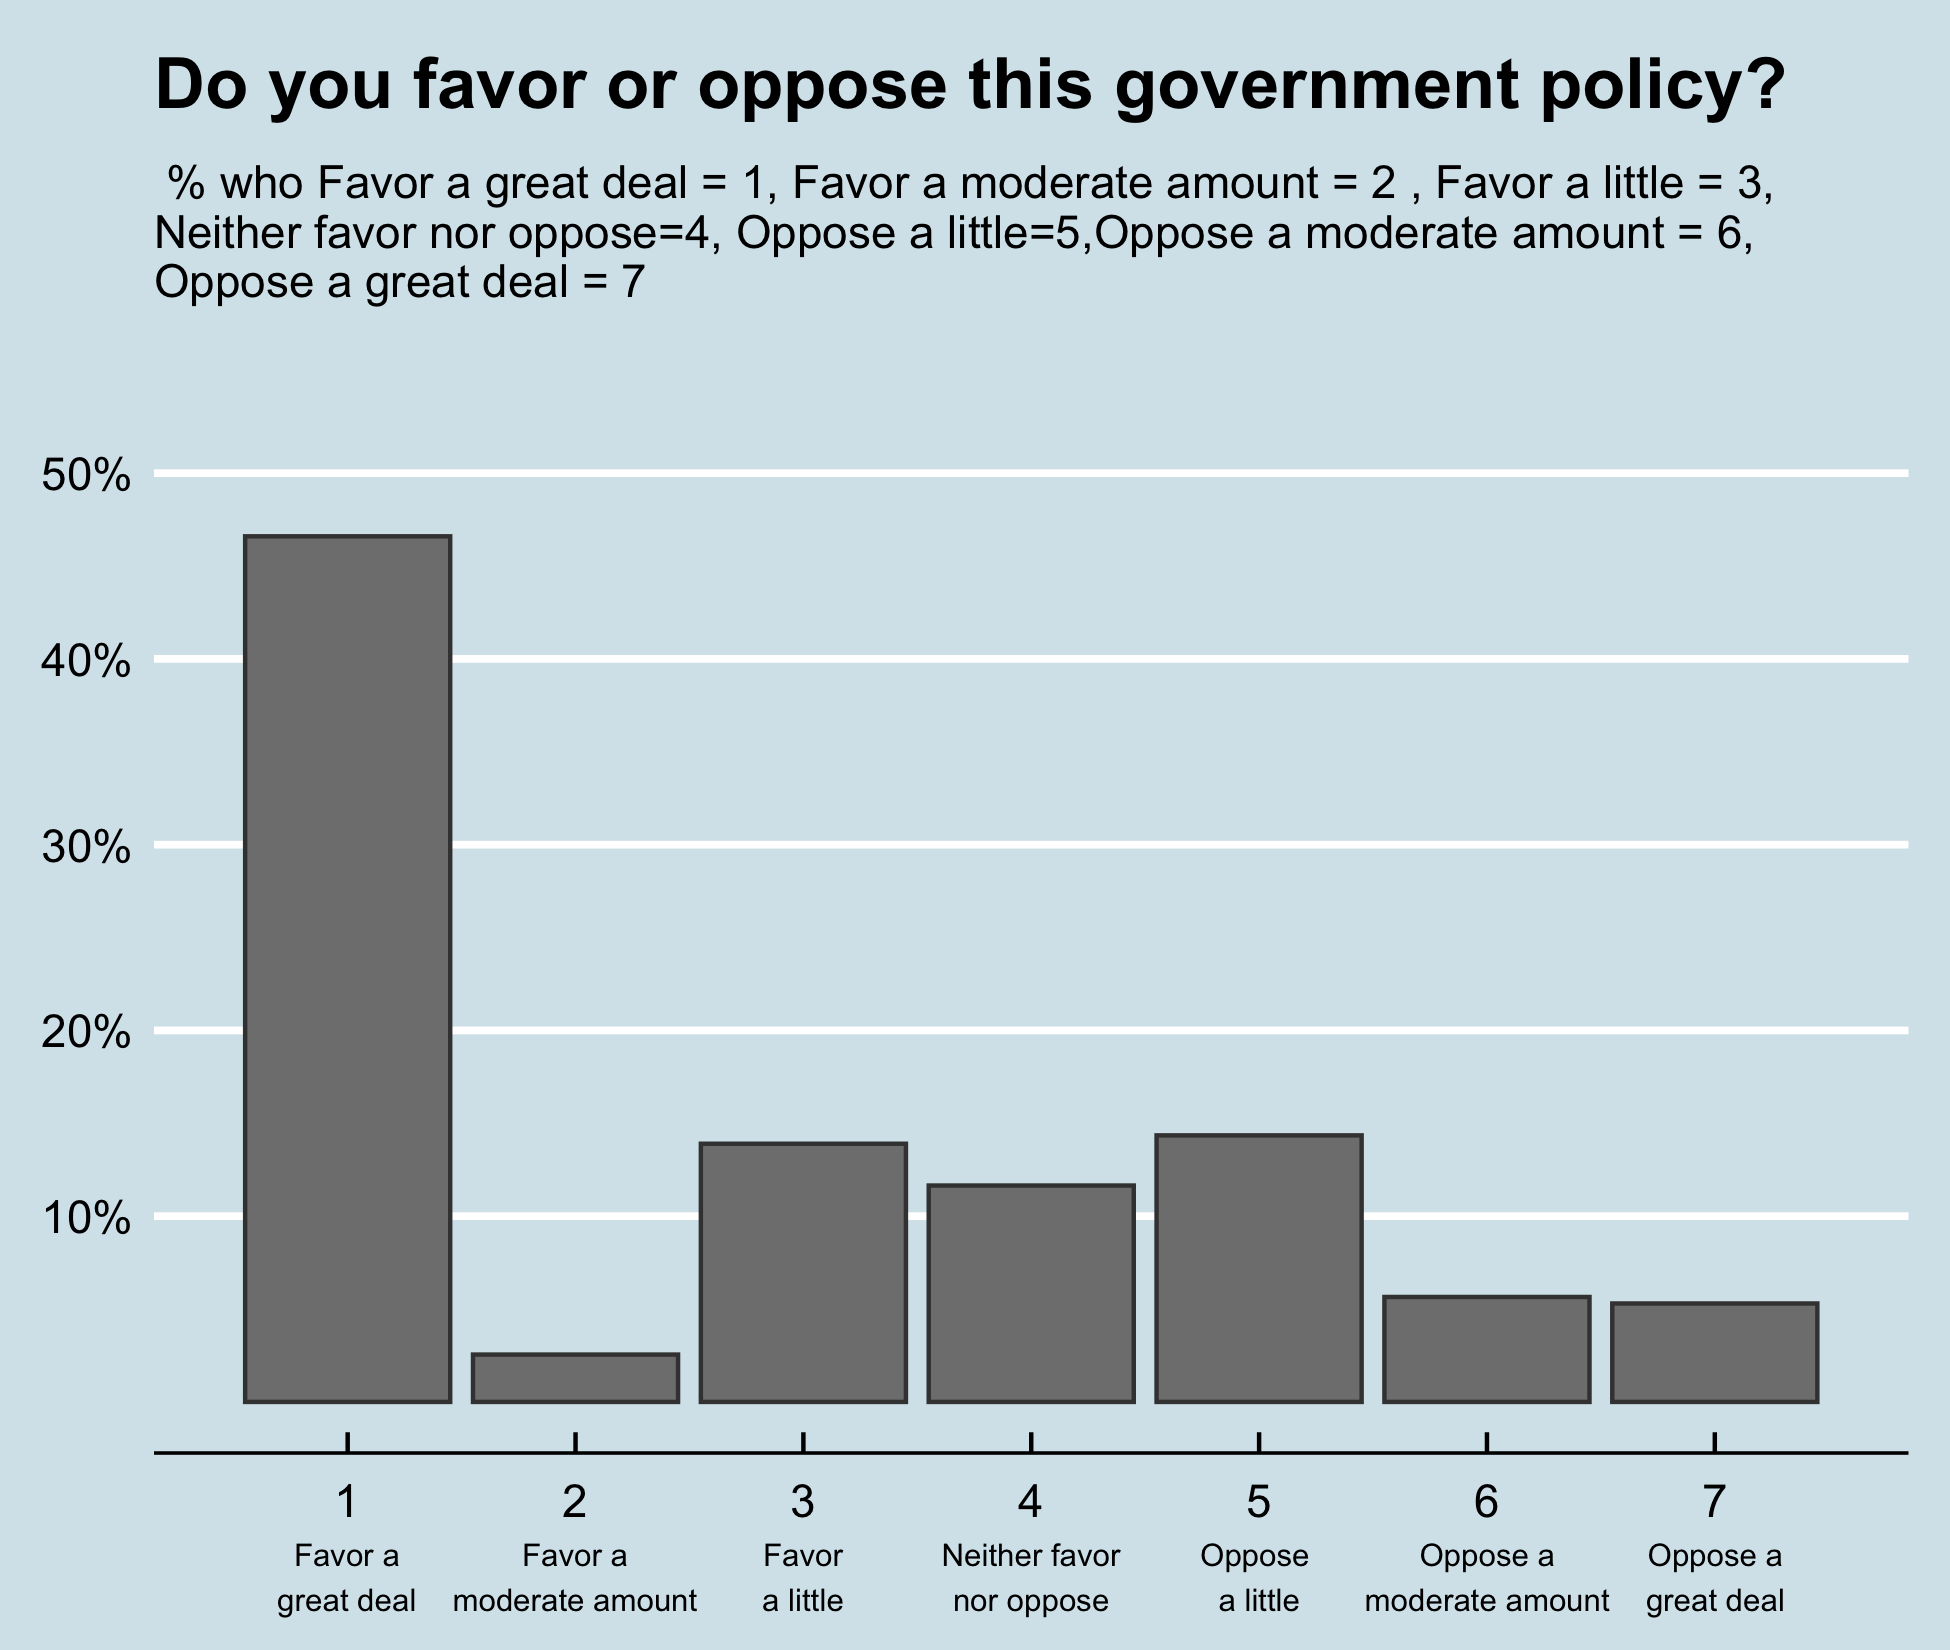 Do you favor or oppose this government policy?
% who Favor a great deal = 1, Favor a moderate amount = 2 , Favor a little = 3,
Neither favor nor oppose=4, Oppose a little=5,Oppose a moderate amount = 6,
Oppose a great deal = 7
50%
40%
30%
20%
10%
1 2 3 4 5 6 7
Favor a Favor a Favor Neither favor Oppose Oppose a Oppose a
great deal moderate amount a little nor oppose a little moderate amount great deal